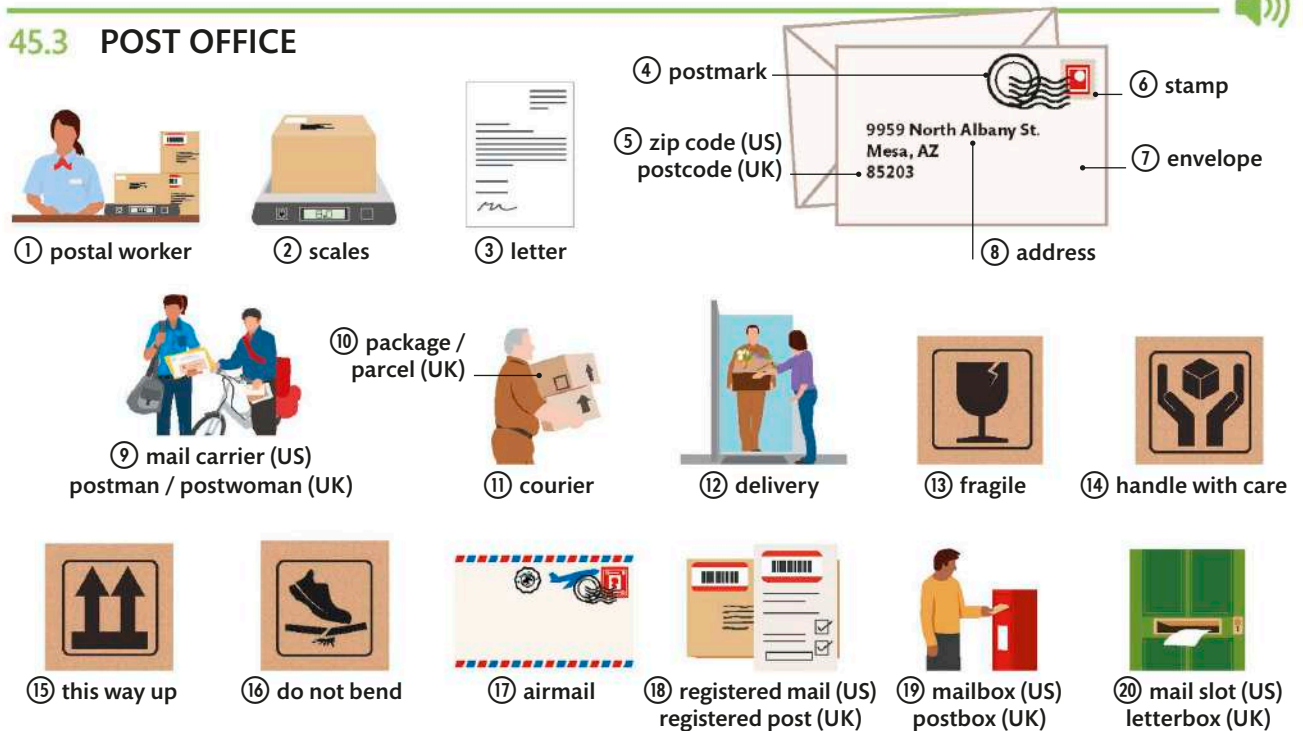 45.3 POST OFFICE
④ postmark
⑤ zip code (US)
postcode (UK)
9959 North Albany St.
Mesa, AZ
85203
⑥ stamp
⑦ envelope
⑧ address
① postal worker
② scales
③ letter
⑨ mail carrier (US)
postman / postwoman (UK)
⑩ package /
parcel (UK)
⑪ courier
⑫ delivery
⑬ fragile
⑭ handle with care
⑮ this way up
⑯ do not bend
⑰ airmail
⑱ registered mail (US)
registered post (UK)
⑲ mailbox (US)
postbox (UK)
⑳ mail slot (US)
letterbox (UK)